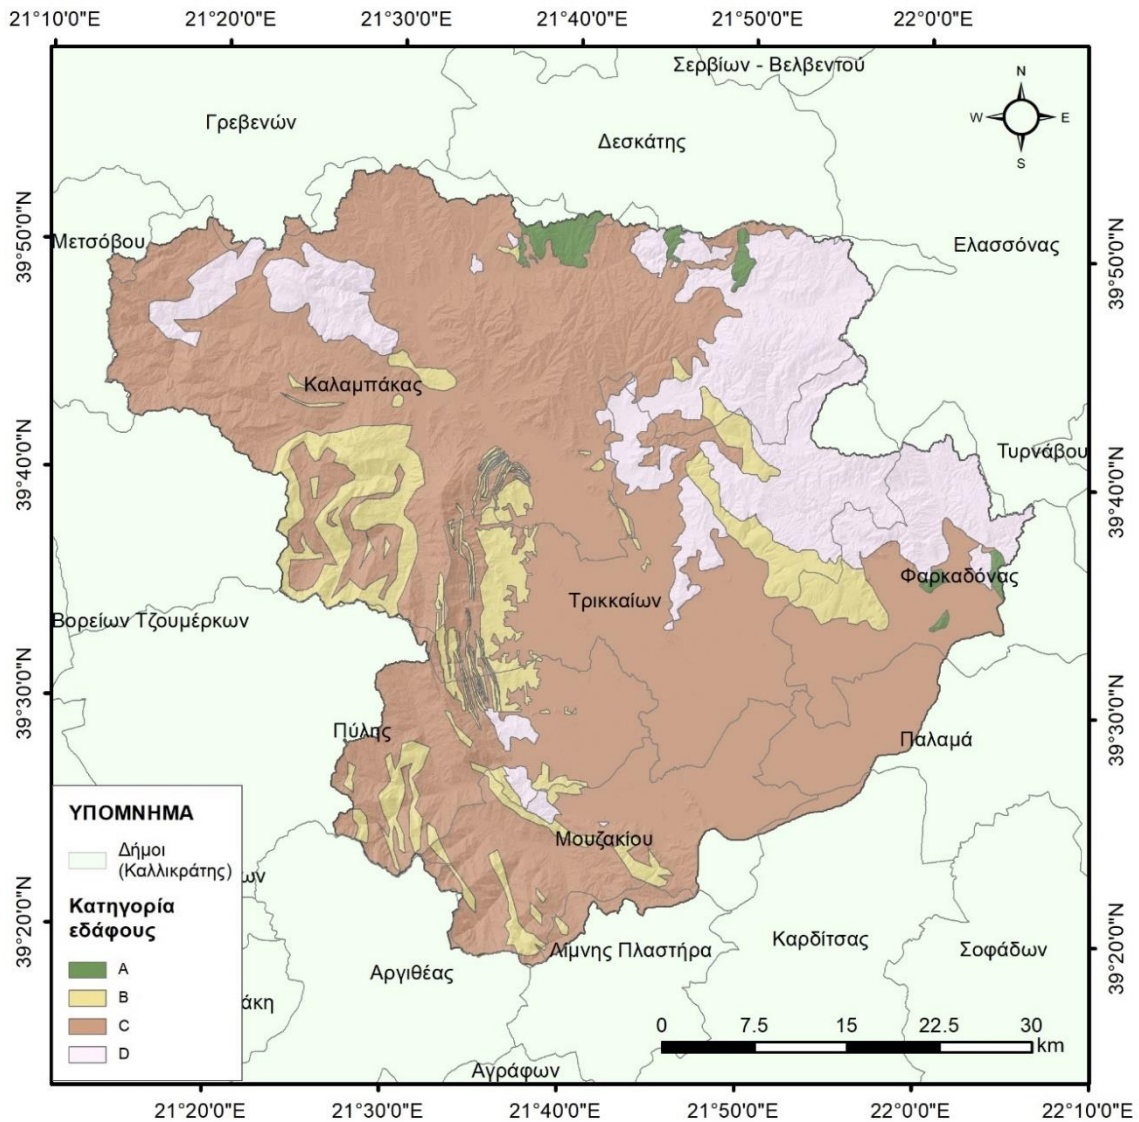 21°10'0"E 21°20'0"E 21°30'0"E 21°40'0"E 21°50'0"E 22°0'0"E
Σερβίων - Βελβεντού
N
Γρεβενών
W E
Δεσκάτης
S
39°50'0"N
Μετσόβου
Ελασσόνας
39°50'0"N
Καλαμπάκας
39°40'0"N
Τυρνάβου
39°40'0"N
Φαρκαδόνας
Τρικκαίων
Βορείων Τζουμέρκων
39°30'0"N
Πύλης
Παλαμά
39°30'0"N
ΥΠΟΜΝΗΜΑ
Δήμοι
(Καλλικράτης)
Κατηγορία
εδάφους
A
B
C
D
ων
άκη
Μουζακίου
39°20'0"N
Λίμνης Πλαστήρα
Καρδίτσας
Σοφάδων
39°20'0"N
Αργιθέας
0 7.5 15 22.5 30
km
Αγράφων
21°20'0"E 21°30'0"E 21°40'0"E 21°50'0"E 22°0'0"E 22°10'0"E